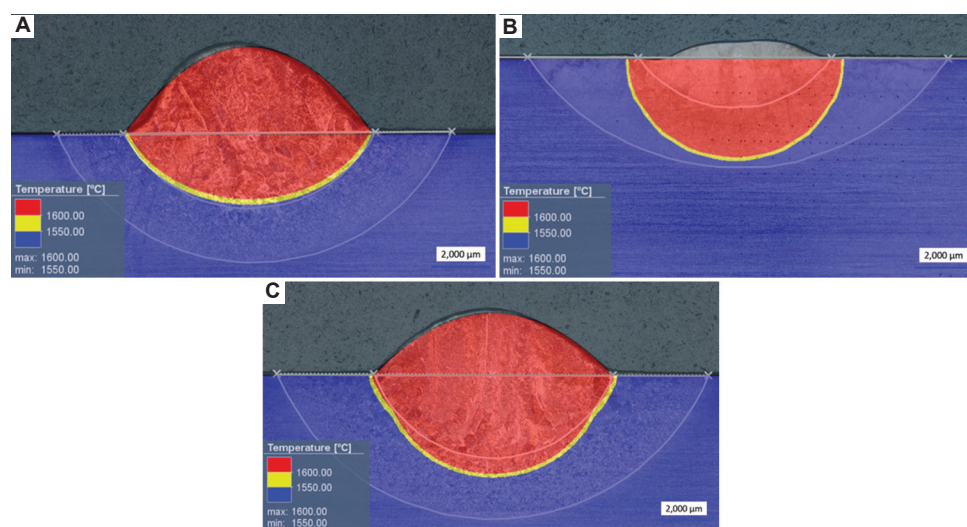 A
Temperature [°C]
1600.00
1550.00
max: 1600.00
min: 1550.00
2,000 µm
B
Temperature [°C]
1600.00
1550.00
max: 1600.00
min: 1550.00
2,000 µm
C
Temperature [°C]
1600.00
1550.00
max: 1600.00
min: 1550.00
2,000 µm